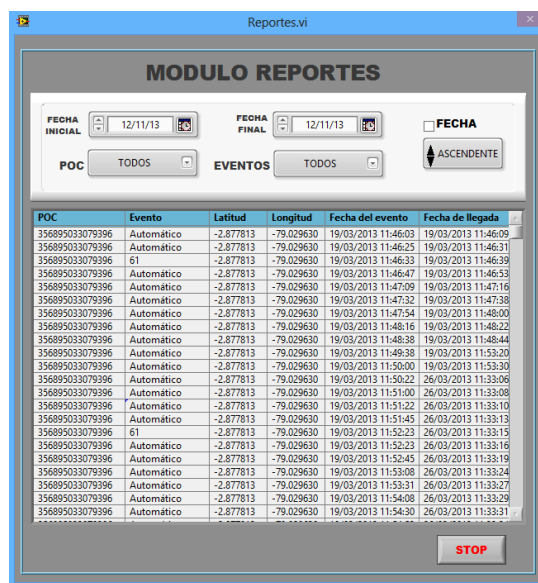 Reportes.vi
MODULO REPORTES
FECHA INICIAL 12/11/13 FECHA FINAL 12/11/13 FECHA
POC TODOS EVENTOS TODOS ASCENDENTE
POC Evento Latitud Longitud Fecha del evento Fecha de llegada
356895033079396 Automático -2.877813 -79.029630 19/03/2013 11:46:03 19/03/2013 11:46:09
356895033079396 Automático -2.877813 -79.029630 19/03/2013 11:46:25 19/03/2013 11:46:31
356895033079396 61 -2.877813 -79.029630 19/03/2013 11:46:33 19/03/2013 11:46:39
356895033079396 Automático -2.877813 -79.029630 19/03/2013 11:46:47 19/03/2013 11:46:53
356895033079396 Automático -2.877813 -79.029630 19/03/2013 11:47:09 19/03/2013 11:47:16
356895033079396 Automático -2.877813 -79.029630 19/03/2013 11:47:32 19/03/2013 11:47:38
356895033079396 Automático -2.877813 -79.029630 19/03/2013 11:47:54 19/03/2013 11:48:00
356895033079396 Automático -2.877813 -79.029630 19/03/2013 11:48:16 19/03/2013 11:48:22
356895033079396 Automático -2.877813 -79.029630 19/03/2013 11:48:38 19/03/2013 11:48:44
356895033079396 Automático -2.877813 -79.029630 19/03/2013 11:49:38 19/03/2013 11:53:20
356895033079396 Automático -2.877813 -79.029630 19/03/2013 11:50:00 19/03/2013 11:53:30
356895033079396 Automático -2.877813 -79.029630 19/03/2013 11:50:22 26/03/2013 11:33:06
356895033079396 Automático -2.877813 -79.029630 19/03/2013 11:51:00 26/03/2013 11:33:08
356895033079396 Automático -2.877813 -79.029630 19/03/2013 11:51:22 26/03/2013 11:33:10
356895033079396 Automático -2.877813 -79.029630 19/03/2013 11:51:45 26/03/2013 11:33:13
356895033079396 61 -2.877813 -79.029630 19/03/2013 11:52:23 26/03/2013 11:33:15
356895033079396 Automático -2.877813 -79.029630 19/03/2013 11:52:23 26/03/2013 11:33:16
356895033079396 Automático -2.877813 -79.029630 19/03/2013 11:52:45 26/03/2013 11:33:19
356895033079396 Automático -2.877813 -79.029630 19/03/2013 11:53:08 26/03/2013 11:33:24
356895033079396 Automático -2.877813 -79.029630 19/03/2013 11:53:31 26/03/2013 11:33:27
356895033079396 Automático -2.877813 -79.029630 19/03/2013 11:54:08 26/03/2013 11:33:29
356895033079396 Automático -2.877813 -79.029630 19/03/2013 11:54:30 26/03/2013 11:33:31
STOP